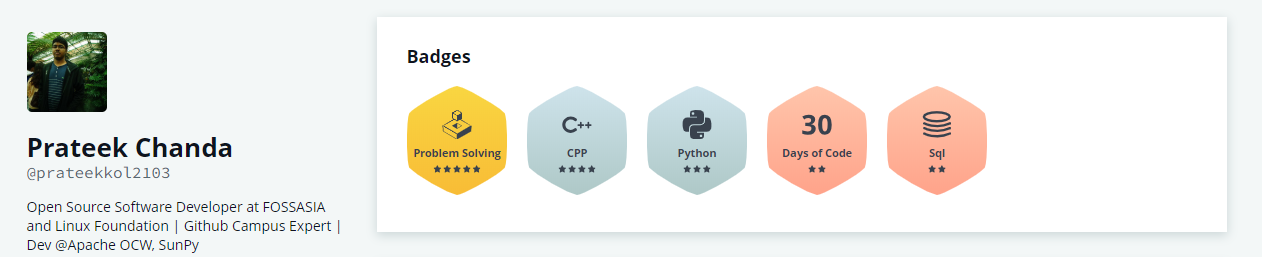 Prateek Chanda
@prateekkol2103
Open Source Software Developer at FOSSASIA
and Linux Foundation | Github Campus Expert |
Dev @Apache OCW, SunPy
Badges
Problem Solving
C++
CPP
Python
30
Days of Code
Sql